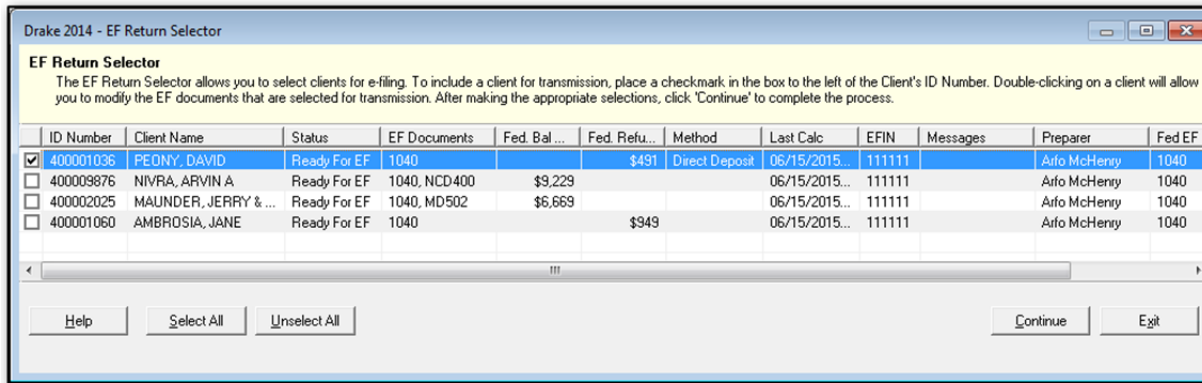 Drake 2014 - EF Return Selector
EF Return Selector
The EF Return Selector allows you to select clients for e-filing. To include a client for transmission, place a checkmark in the box to the left of the Client's ID Number. Double-clicking on a client will allow
you to modify the EF documents that are selected for transmission. After making the appropriate selections, click 'Continue' to complete the process.
ID Number Client Name Status EF Documents Fed. Bal ... Fed. Refu... Method Last Calc EFIN Messages Preparer Fed EF
400001036 PEONY, DAVID Ready For EF 1040 $491 Direct Deposit 06/15/2015... 111111 Arfo McHenry 1040
400009876 NIVRA, ARVIN A Ready For EF 1040, NCD400 $9,229 06/15/2015... 111111 Arfo McHenry 1040
400002025 MAUNDER, JERRY & ... Ready For EF 1040, MD502 $6,669 06/15/2015... 111111 Arfo McHenry 1040
400001060 AMBROSIA, JANE Ready For EF 1040 $949 06/15/2015... 111111 Arfo McHenry 1040
Help Select All Unselect All Continue Exit